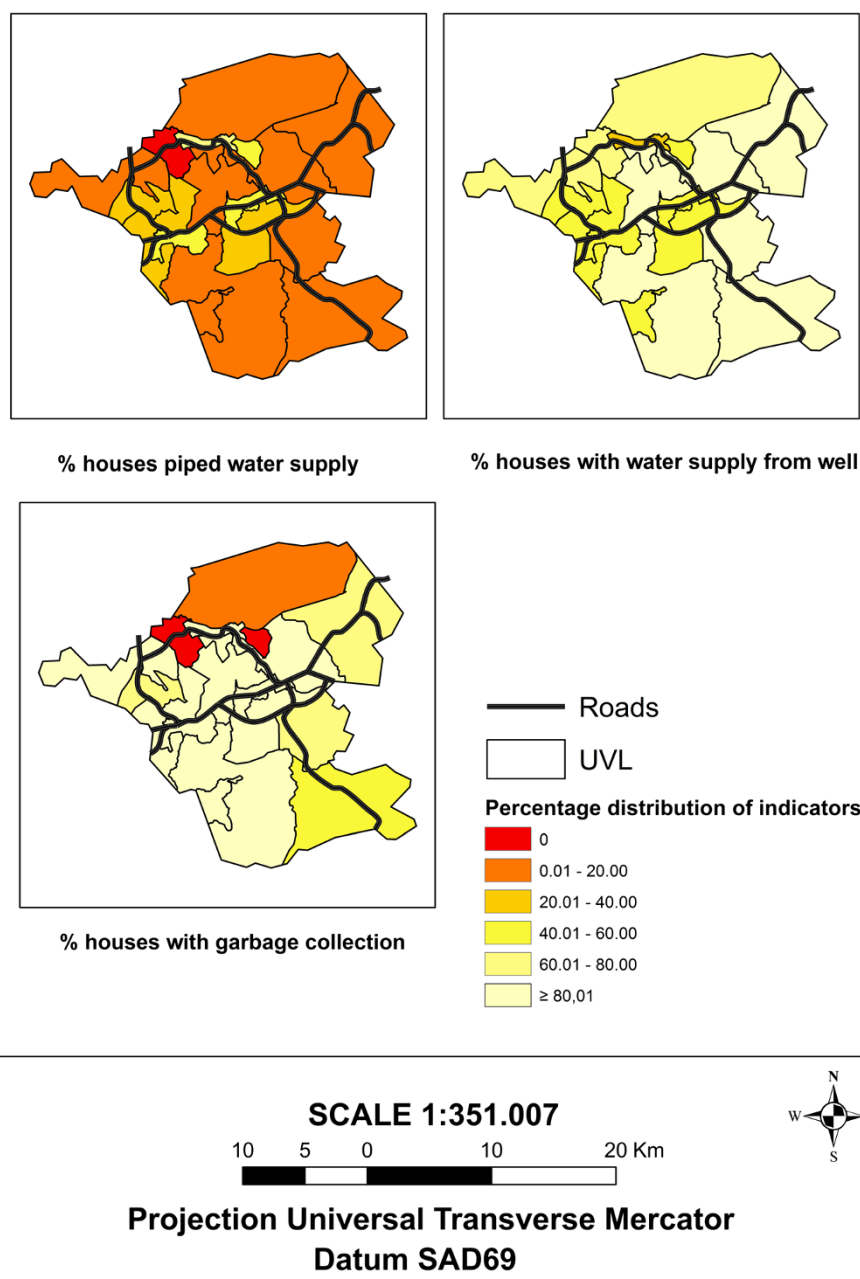 % houses piped water supply
% houses with water supply from well
% houses with garbage collection
Roads
UVL
Percentage distribution of indicators
0
0.01 - 20.00
20.01 - 40.00
40.01 - 60.00
60.01 - 80.00
≥ 80,01
SCALE 1:351.007
N
W
S
10 5 0 10 20 Km
Projection Universal Transverse Mercator
Datum SAD69